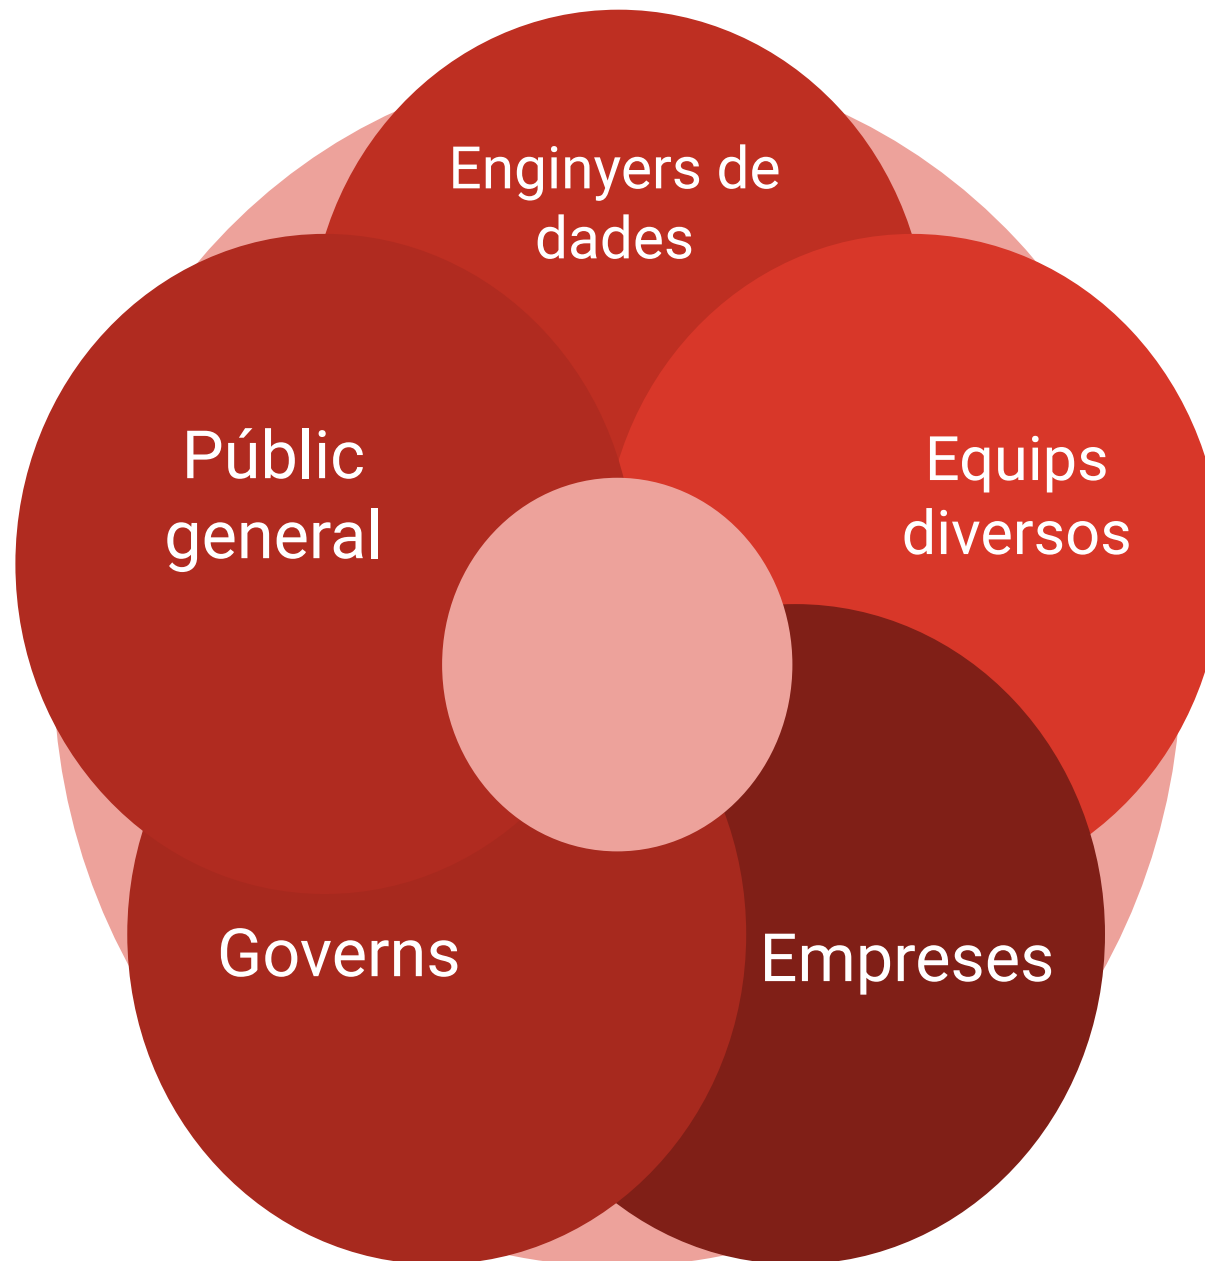 Enginyers de
dades
Públic
general
Equips
diversos
Governs
Empreses